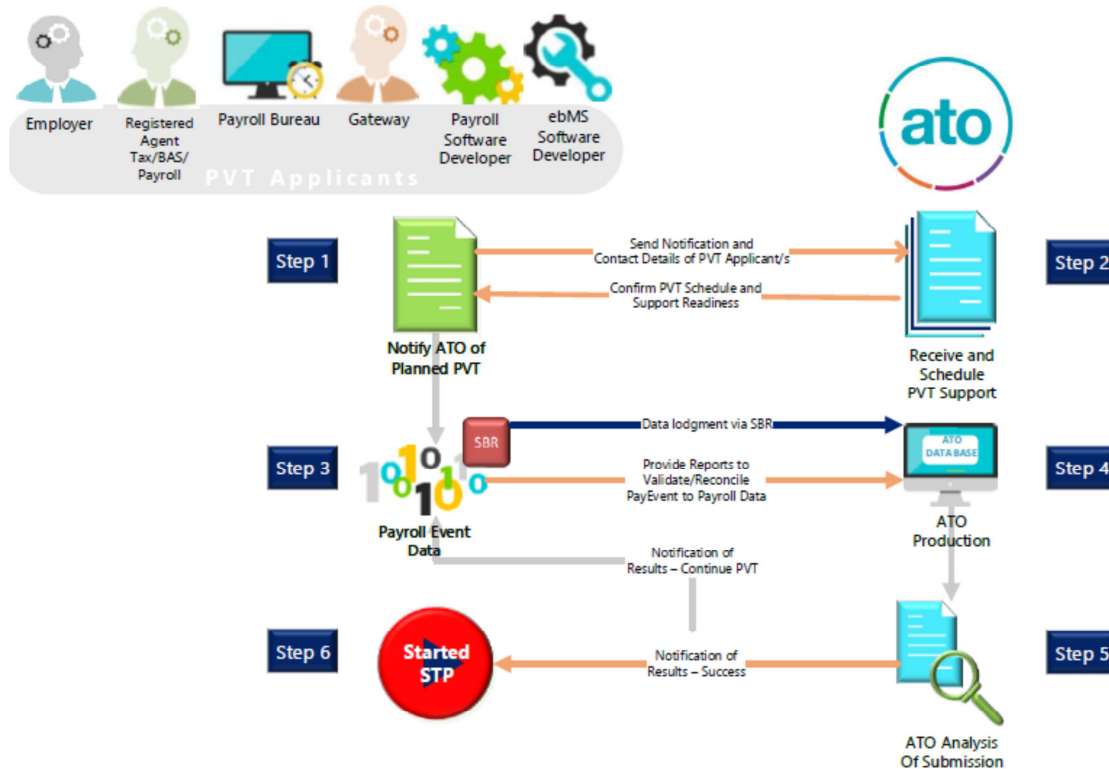 Employer
Registered
Agent
Tax/BAS/
Payroll
Payroll Bureau
Gateway
Payroll
Software
Developer
ebMS
Software
Developer
PVT Applicants
ato
Step 1
Send Notification and
Contact Details of PVT Applicant/s
Confirm PVT Schedule and
Support Readiness
Step 2
Notify ATO of
Planned PVT
Receive and
Schedule
PVT Support
Step 3
SBR
Data lodgment via SBR
Provide Reports to
Validate/Reconcile
PayEvent to Payroll Data
ATO
DATABASE
Step 4
Payroll Event
Data
ATO
Production
Notification of
Results – Continue PVT
Step 6
Started
STP
Notification of
Results – Success
Step 5
ATO Analysis
Of Submission